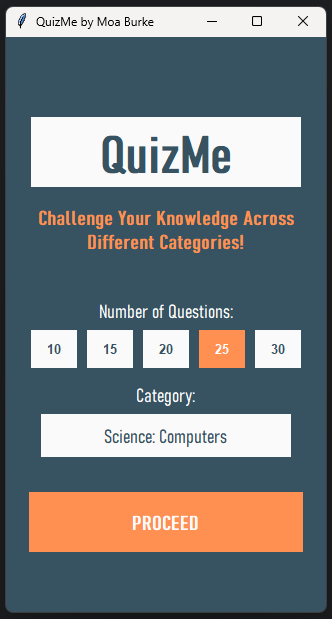 QuizMe by Moa Burke
QuizMe
Challenge Your Knowledge Across
Different Categories!
Number of Questions:
10 15 20 25 30
Category:
Science: Computers
PROCEED